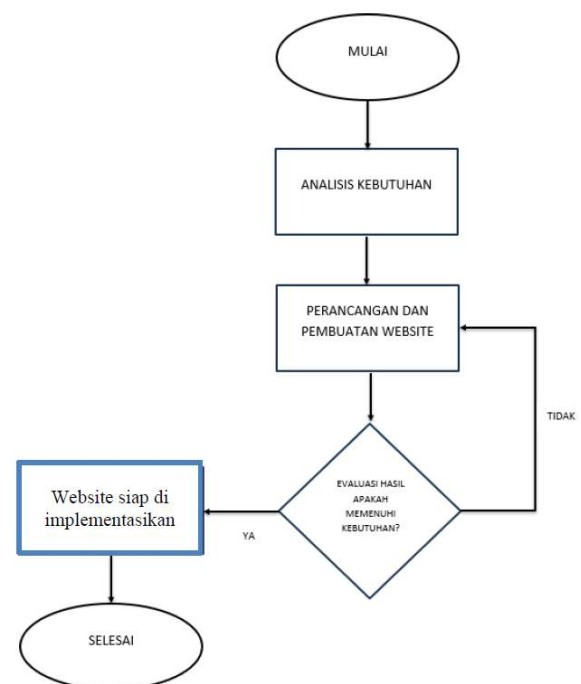 MULAI
ANALISIS KEBUTUHAN
PERANCANGAN DAN
PEMBUATAN WEBSITE
TIDAK
EVALUASI HASIL
APAKAH
MEMENUHI
KEBUTUHAN?
YA
Website siap di
implementasikan
SELESAI